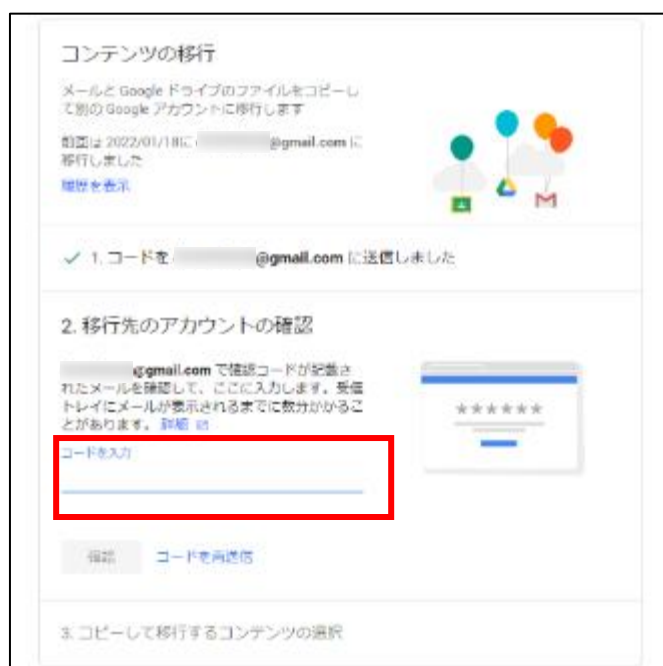 コンテンツの移行
メールと Google ドライブのファイルをコピーし
て別の Google アカウントに移行します
前回は 2022/01/18に @gmail.com に
移行しました
履歴を表示
✓ 1. コードを @gmail.com に送信しました
2. 移行先のアカウントの確認
@gmail.com で確認コードが記載さ
れたメールを確認して、ここに入力します。受信
トレイにメールが表示されるまでに数分かかるこ
とがあります。 詳細
コードを入力
******
確認 コードを再送信
3. コピーして移行するコンテンツの選択